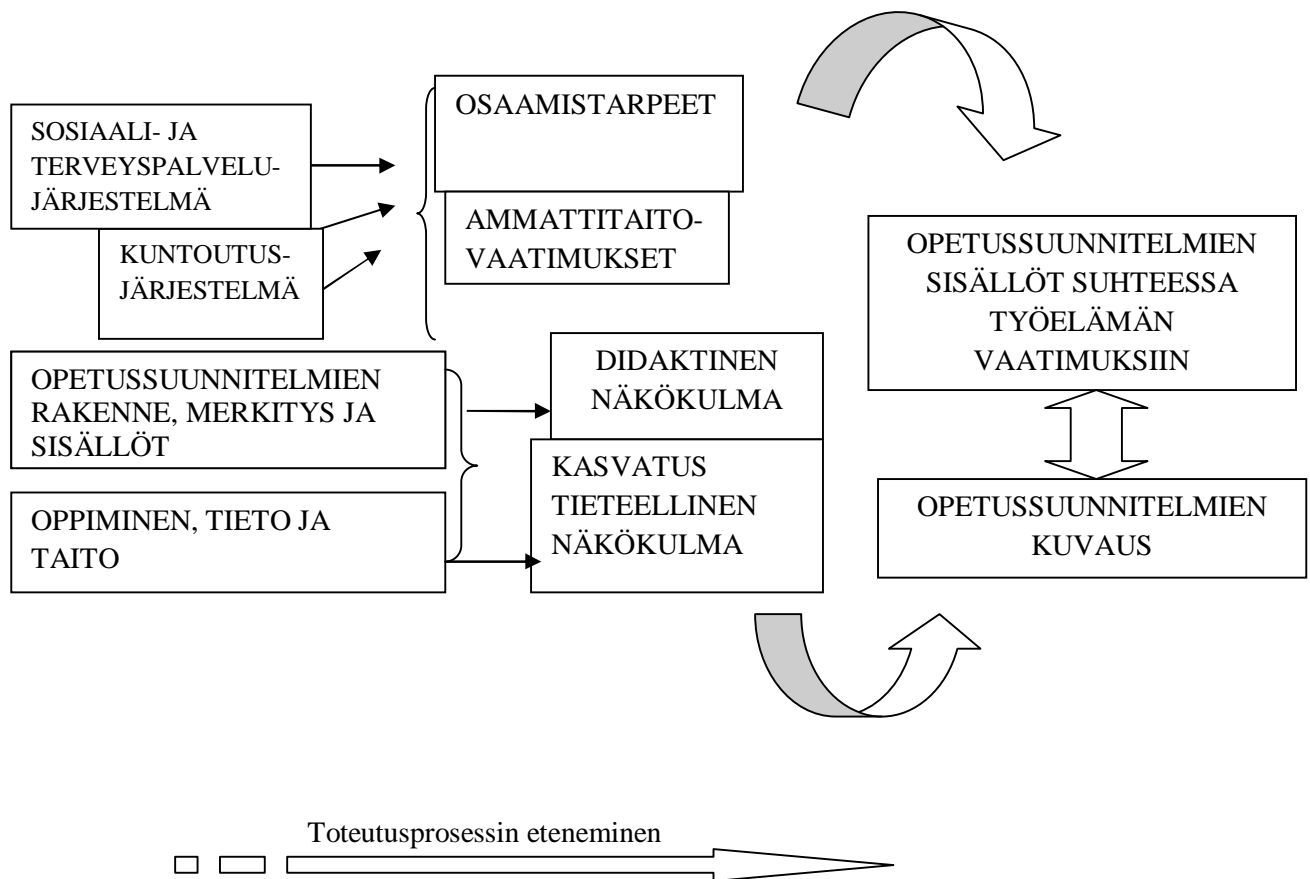 SOSIAALI- JA
TERVEYSPALVELU-
JÄRJESTELMÄ
KUNTOUTUS-
JÄRJESTELMÄ
OSAAMISTARPEET
AMMATTITAITO-
VAATIMUKSET
OPETUSSUUNNITELMIEN
RAKENNE, MERKITYS JA
SISÄLLÖT
OPPIMINEN, TIETO JA
TAITO
DIDAKTINEN
NÄKÖKULMA
KASVATUS
TIETEELLINEN
NÄKÖKULMA
OPETUSSUUNNITELMIEN
SISÄLLÖT SUHTEESSA
TYÖELÄMÄN
VAATIMUKSIIN
OPETUSSUUNNITELMIEN
KUVAUS
Toteutusprosessin eteneminen